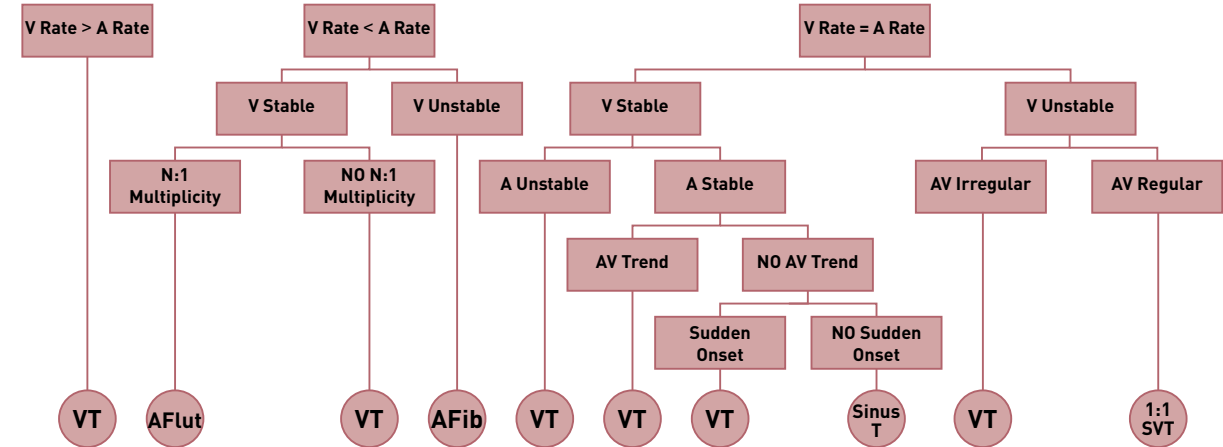 V Rate > A Rate
V Rate < A Rate
V Rate = A Rate
V Stable
V Unstable
V Stable
V Unstable
N:1
Multiplicity
NO N:1
Multiplicity
A Unstable
A Stable
AV Irregular
AV Regular
AV Trend
NO AV Trend
Sudden
Onset
NO Sudden
Onset
VT
AFlut
VT
AFib
VT
VT
VT
Sinus
T
VT
1:1
SVT